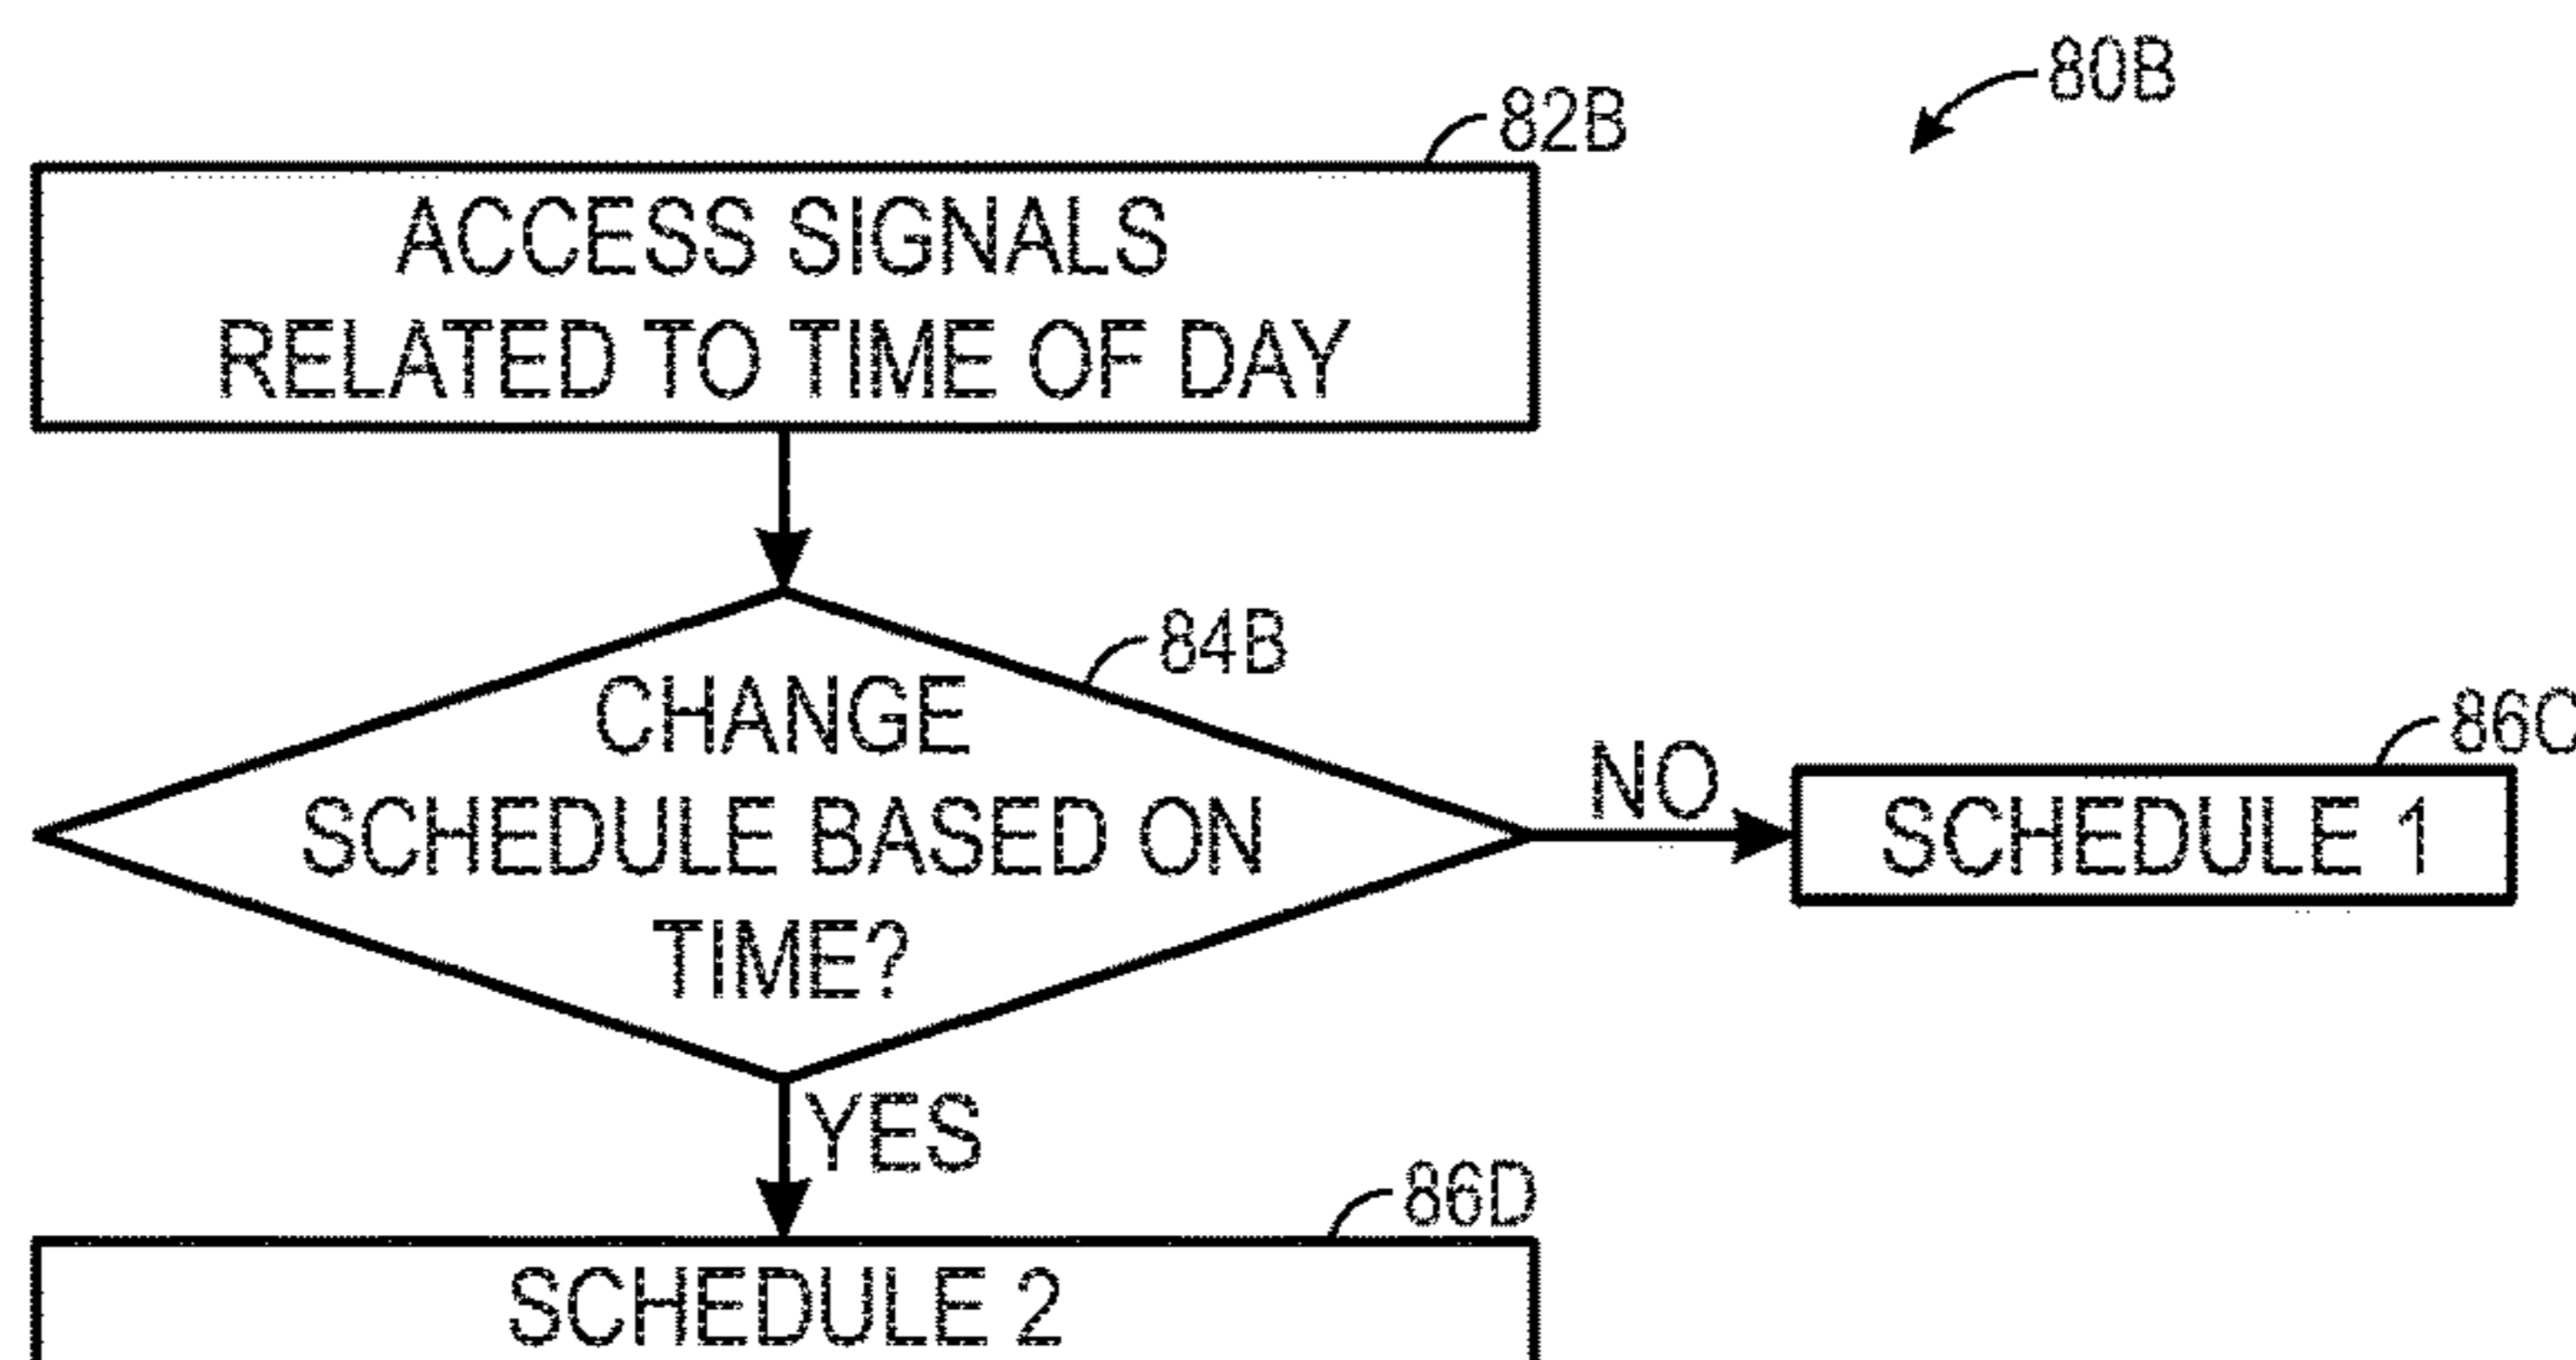 80B
82B
ACCESS SIGNALS
RELATED TO TIME OF DAY
84B
CHANGE
SCHEDULE BASED ON
TIME?
NO
86C
SCHEDULE 1
YES
86D
SCHEDULE 2